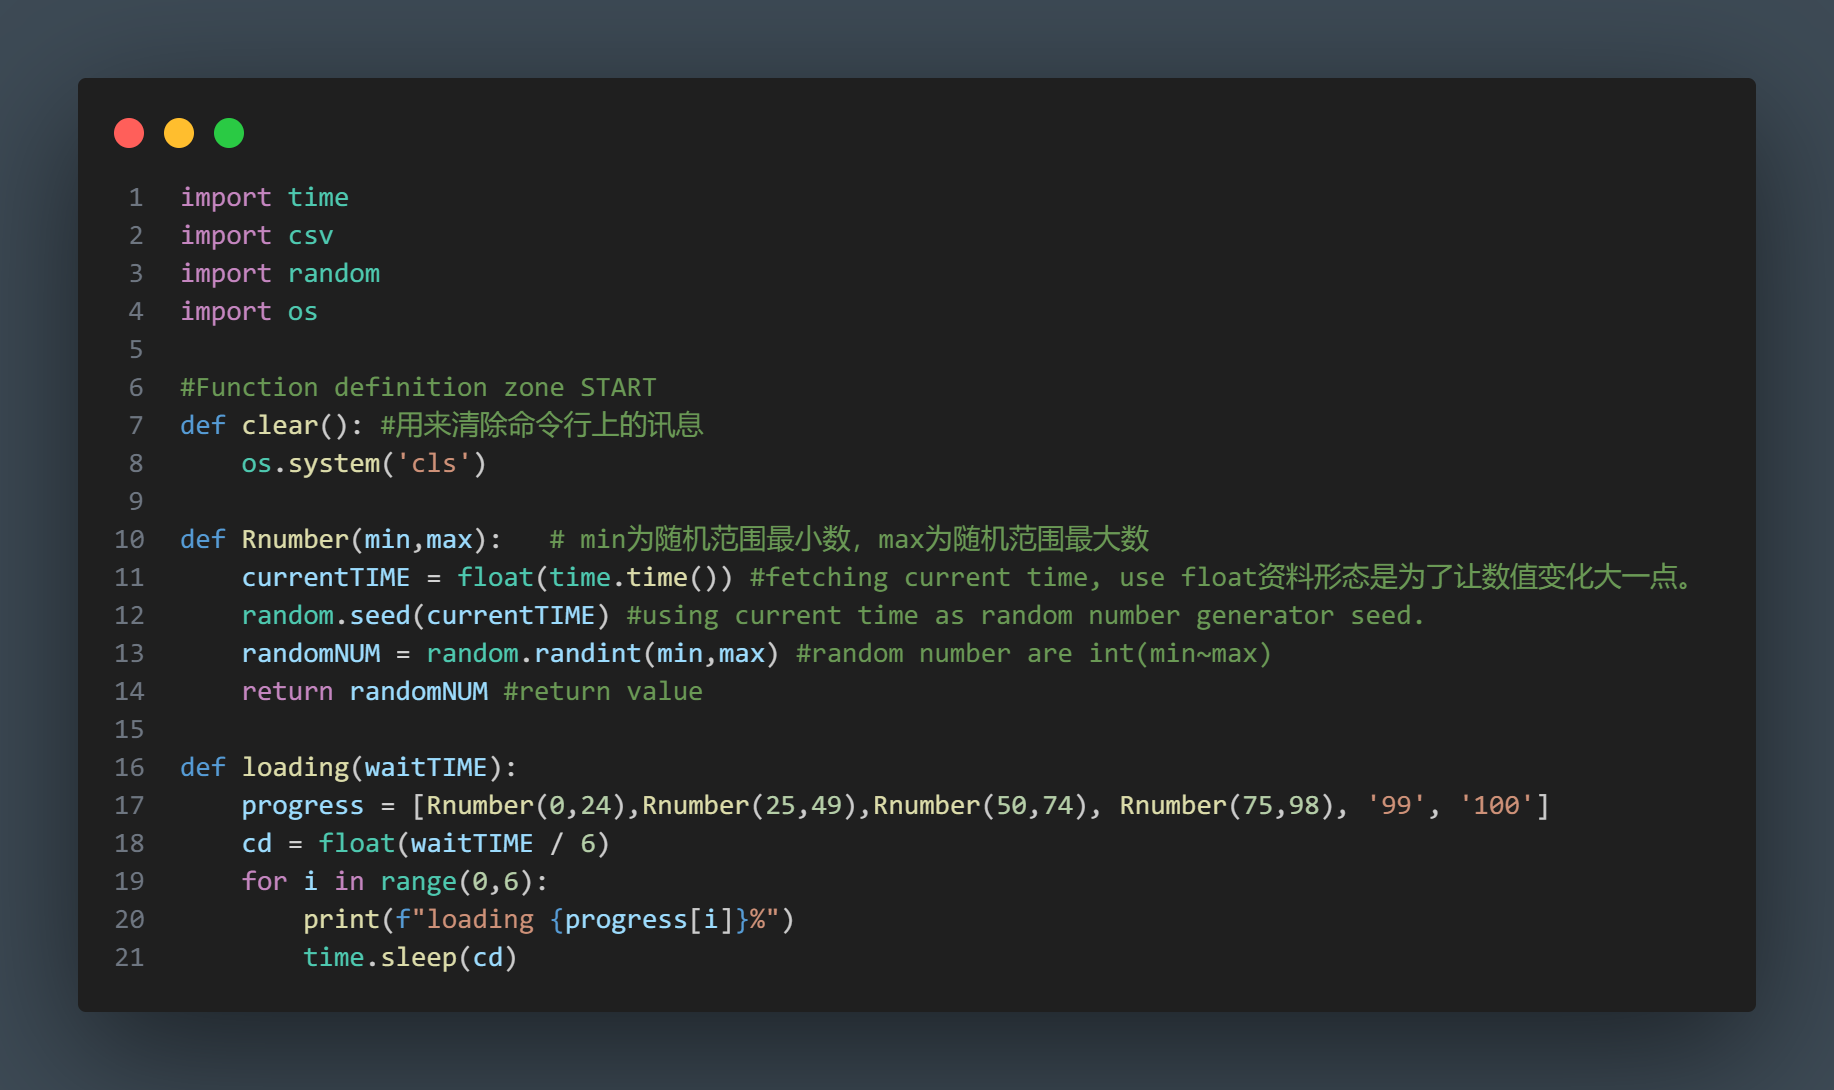 1 import time
2 import csv
3 import random
4 import os
5
6 #Function definition zone START
7 def clear(): #用来清除命令行上的讯息
8     os.system('cls')
9
10 def Rnumber(min,max):   # min为随机范围最小数，max为随机范围最大数
11     currentTIME = float(time.time()) #fetching current time, use float资料形态是为了让数值变化大一点。
12     random.seed(currentTIME) #using current time as random number generator seed.
13     randomNUM = random.randint(min,max) #random number are int(min~max)
14     return randomNUM #return value
15
16 def loading(waitTIME):
17     progress = [Rnumber(0,24),Rnumber(25,49),Rnumber(50,74), Rnumber(75,98), '99', '100']
18     cd = float(waitTIME / 6)
19     for i in range(0,6):
20         print(f"loading {progress[i]}%")
21         time.sleep(cd)